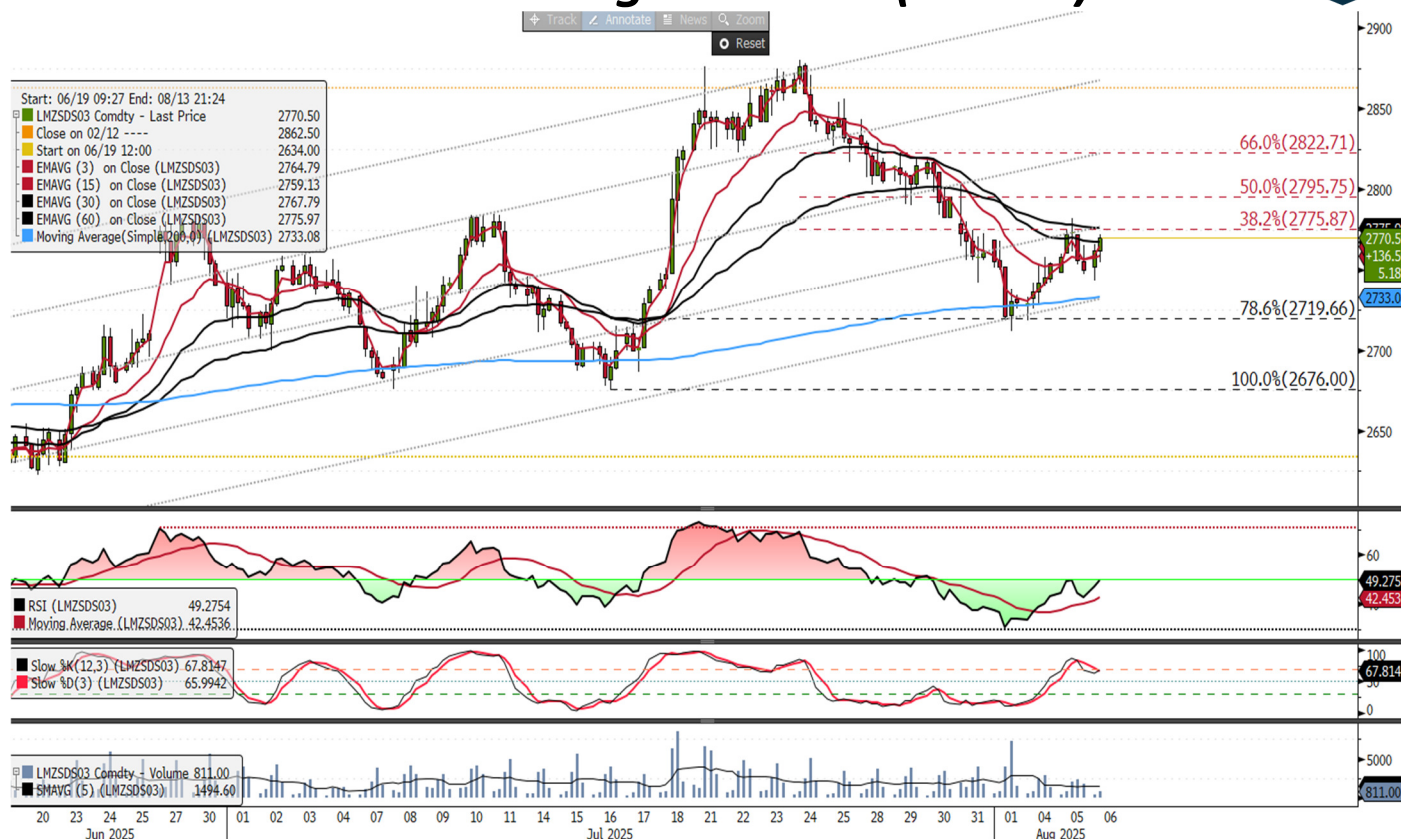 Track Annotate News Zoom
Reset
Start: 06/19 09:27 End: 08/13 21:24
LMZSDS03 Comdty - Last Price 2770.50
Close on 02/12 ---- 2862.50
Start on 06/19 12:00 2634.00
EMAVG (3) on Close (LMZSDS03) 2764.79
EMAVG (15) on Close (LMZSDS03) 2759.13
EMAVG (30) on Close (LMZSDS03) 2767.79
EMAVG (60) on Close (LMZSDS03) 2775.97
Moving Average(Simple 200,0) (LMZSDS03) 2733.08
2900
2850
66.0%(2822.71)
2800
50.0%(2795.75)
38.2%(2775.87)
2770.5
+136.5
5.18
2733.0
78.6%(2719.66)
2700
100.0%(2676.00)
2650
RSI (LMZSDS03) 49.2754
Moving Average (LMZSDS03) 42.4536
60
49.275
42.453
Slow %K(12,3) (LMZSDS03) 67.8147
Slow %D(3) (LMZSDS03) 65.9942
100
67.814
0
LMZSDS03 Comdty - Volume 811.00
SMAVG (5) (LMZSDS03) 1494.60
5000
811.00
20 23 24 25 27 30 01 02 03 04 07 08 09 10 11 14 15 16 17 18 21 22 23 24 25 28 29 30 31 01 04 05 06
Jun 2025 Jul 2025 Aug 2025